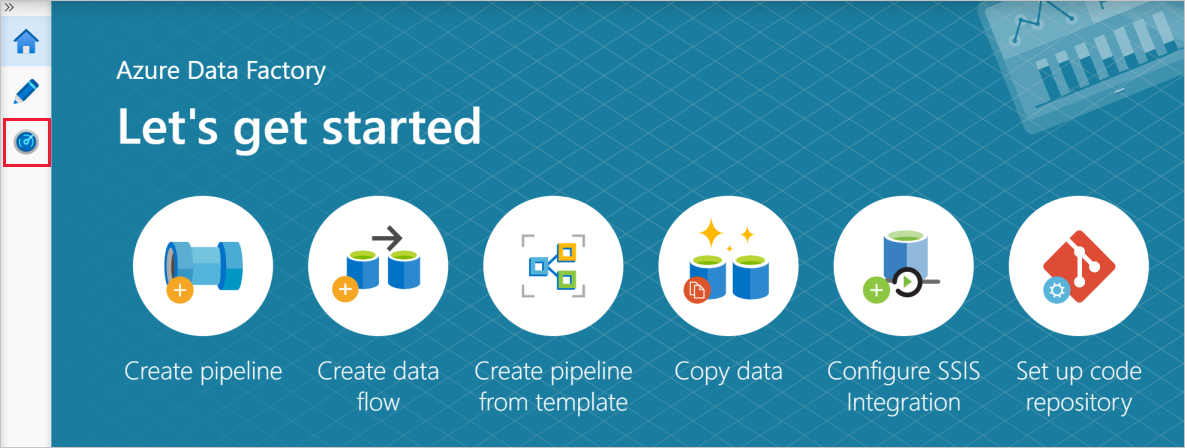 Azure Data Factory
Let's get started
Create pipeline
Create data
flow
Create pipeline
from template
Copy data
Configure SSIS
Integration
Set up code
repository